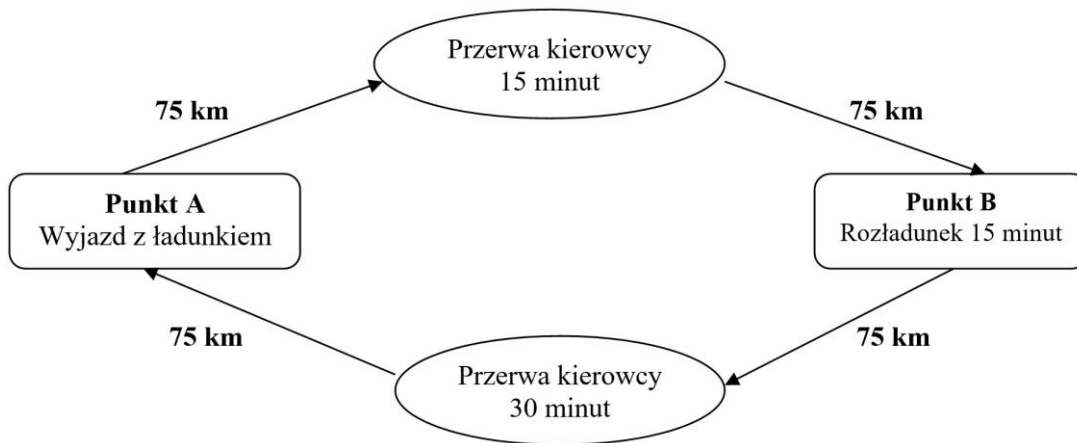 Przerwa kierowcy
15 minut
75 km
75 km
Punkt A
Wyjazd z ładunkiem
Punkt B
Rozładunek 15 minut
75 km
75 km
Przerwa kierowcy
30 minut